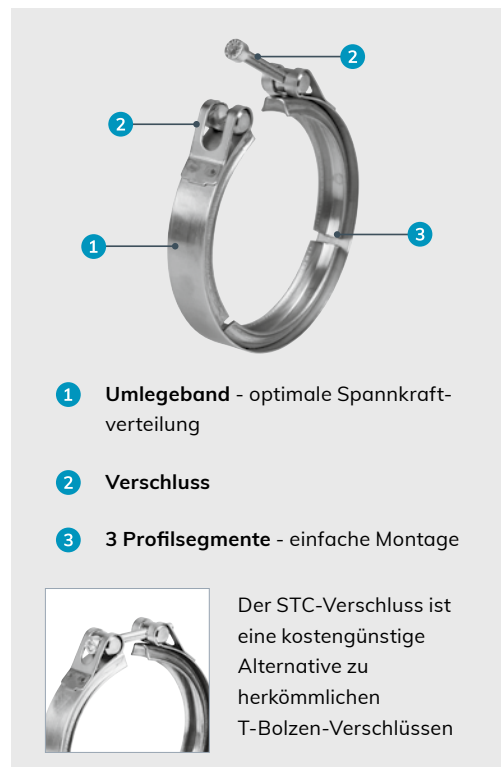 2
2
1
3
1 Umlegeband - optimale Spannkraft-
verteilung
2 Verschluss
3 3 Profilsegmente - einfache Montage
Der STC-Verschluss ist
eine kostengünstige
Alternative zu
herkömmlichen
T-Bolzen-Verschlüssen